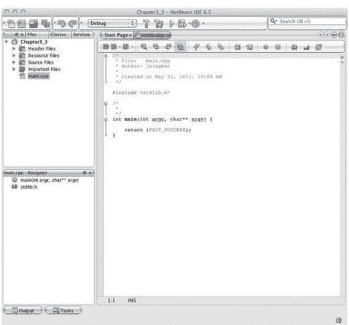 Chapter3_3 – NetBeans IDE 6.5
Debug
Search (⌘+I)
Files
Classes
Services
Chapter3_3
Header Files
Resource Files
Source Files
Important Files
main.cpp
Start Page
main.cpp
/*
* File: main.cpp
* Author:
*
* Created on May 21, 2011, 10:08 AM
*/
#include <stdlib.h>
/*
*
*/
int main(int argc, char** argv) {
return (EXIT_SUCCESS);
}
main.cpp – Navigator
main(int argc, char** argv)
stdlib.h
1:1
INS
Output
Tasks